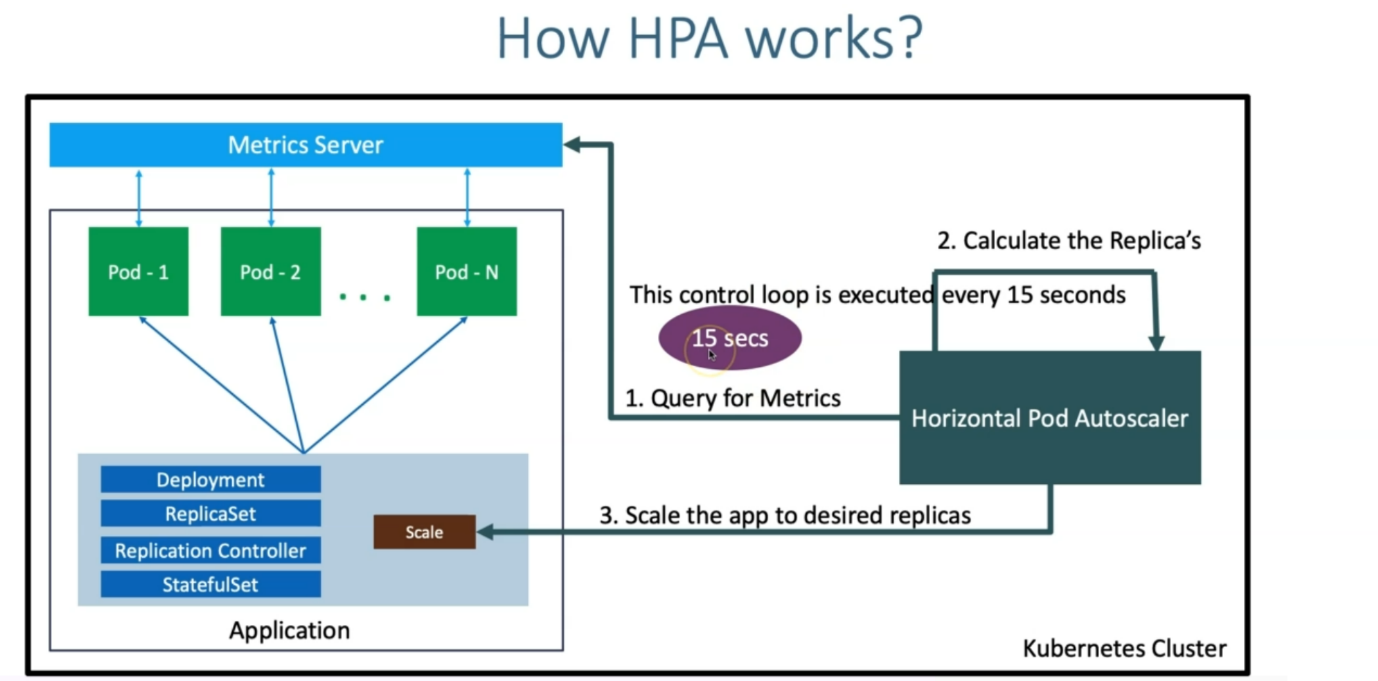 How HPA works?
Metrics Server
Pod - 1
Pod - 2
. . .
Pod - N
2. Calculate the Replica’s
This control loop is executed every 15 seconds
15 secs
1. Query for Metrics
Horizontal Pod Autoscaler
Deployment
ReplicaSet
Replication Controller
StatefulSet
Scale
3. Scale the app to desired replicas
Application
Kubernetes Cluster